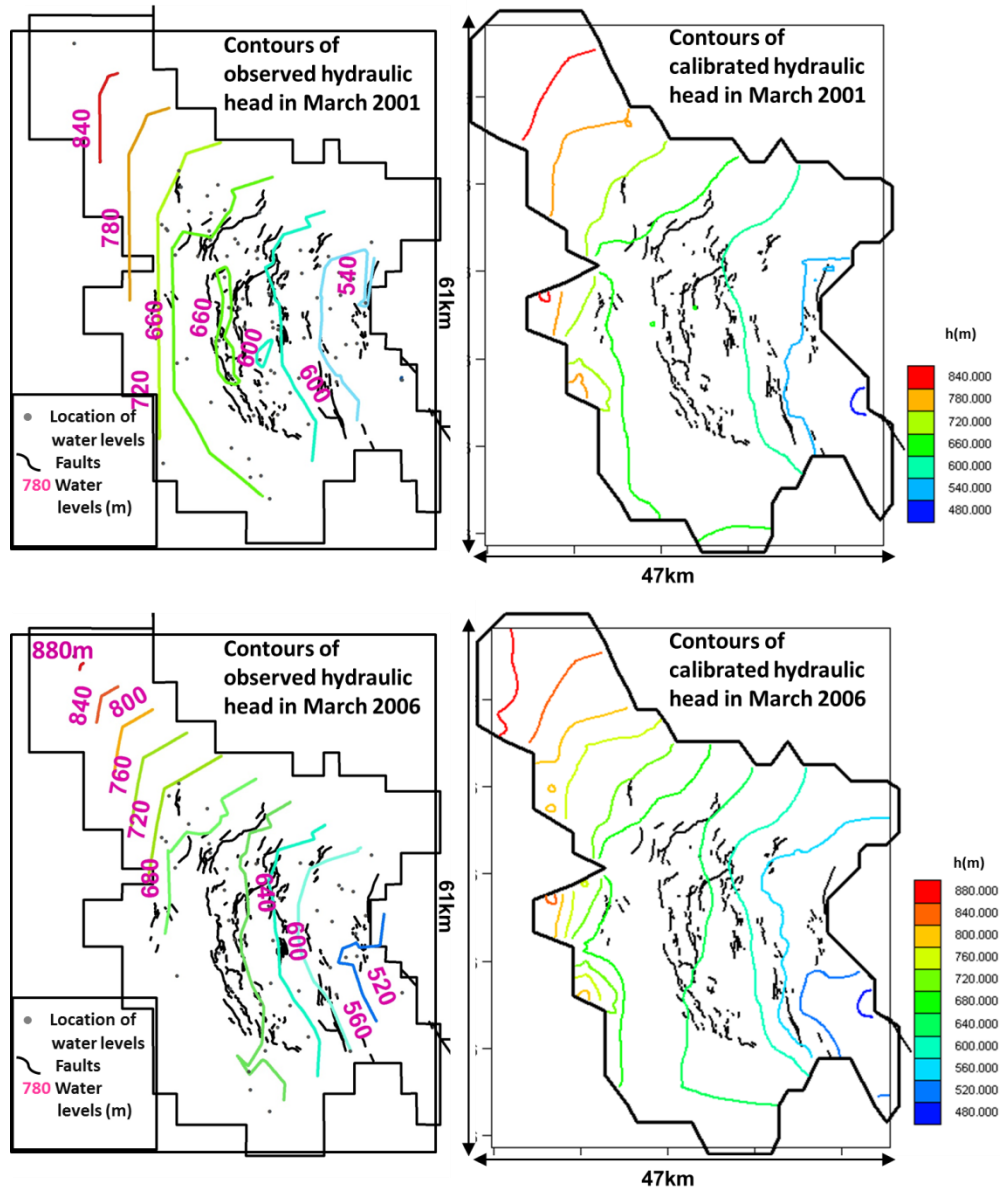 Contours of
observed hydraulic
head in March 2001
840
780
660
720
660
600
600
540
Location of
water levels
Faults
780 Water
levels (m)
61km
Contours of
calibrated hydraulic
head in March 2001
h(m)
840.000
780.000
720.000
660.000
600.000
540.000
480.000
47km
880m
Contours of
observed hydraulic
head in March 2006
840
800
760
720
680
640
600
560
520
Location of
water levels
Faults
780 Water
levels (m)
61km
Contours of
calibrated hydraulic
head in March 2006
h(m)
880.000
840.000
800.000
760.000
720.000
680.000
640.000
600.000
560.000
520.000
480.000
47km